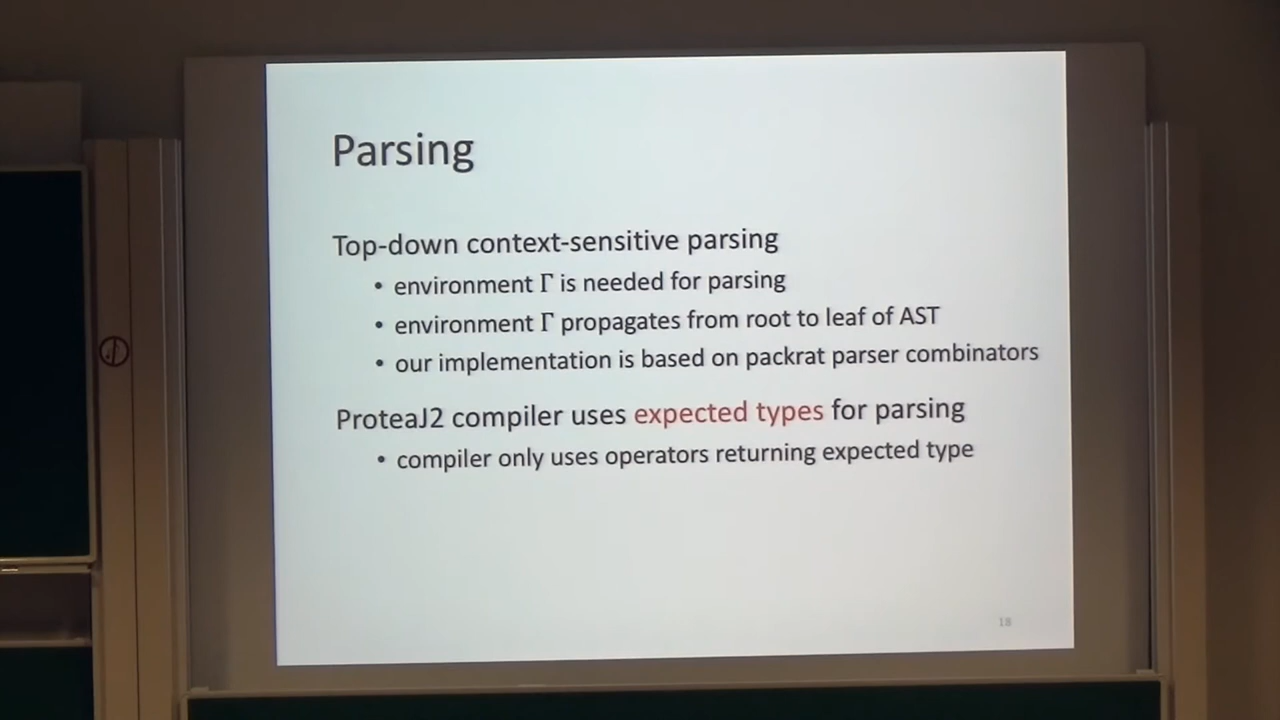 Parsing
Top-down context-sensitive parsing
• environment Γ is needed for parsing
• environment Γ propagates from root to leaf of AST
• our implementation is based on packrat parser combinators
ProteaJ2 compiler uses expected types for parsing
• compiler only uses operators returning expected type
18